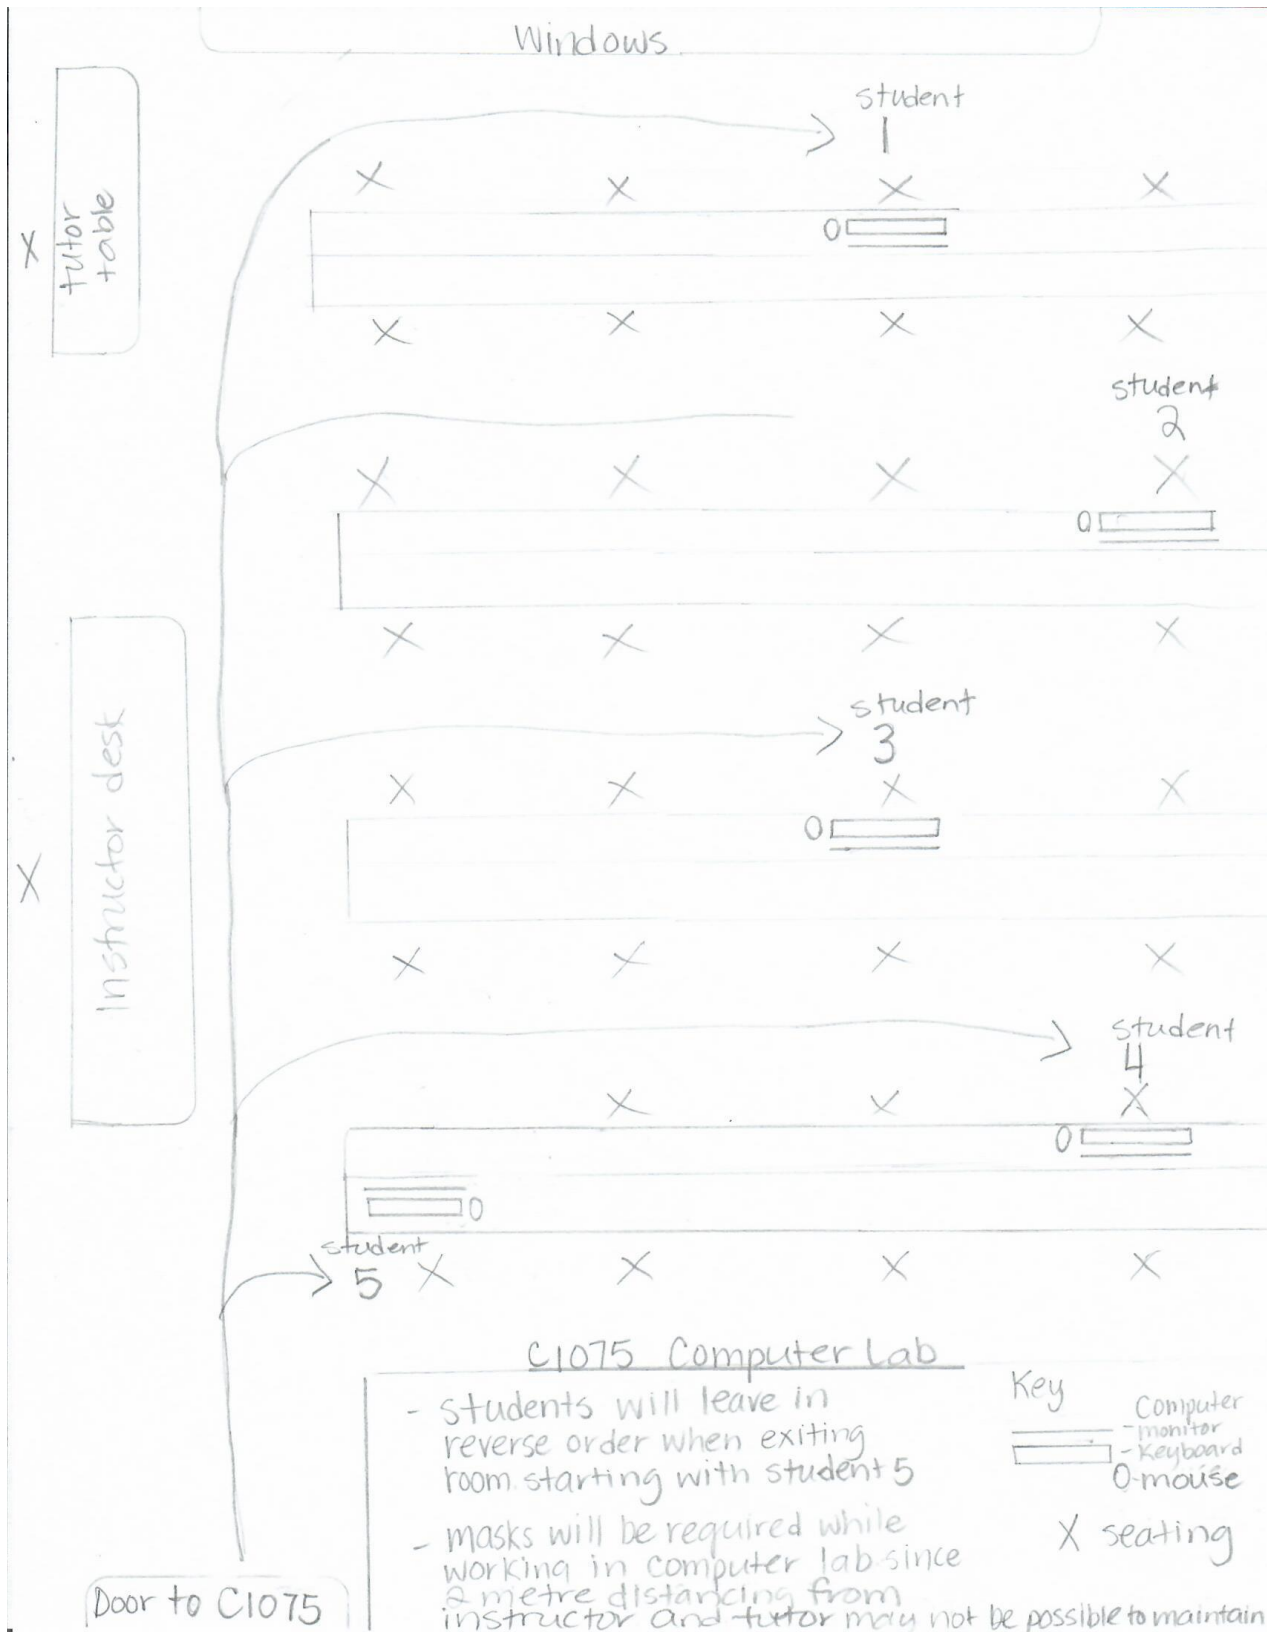 Windows
tutor
table
student
1
student
2
Instructor desk
student
3
student
4
student
5
C1075 Computer Lab
- students will leave in
reverse order when exiting
room starting with student 5
- masks will be required while
working in computer lab since
2 metre distancing from
instructor and tutor may not be possible to maintain
Key
Computer
- monitor
- Keyboard
O-mouse
X seating
Door to C1075